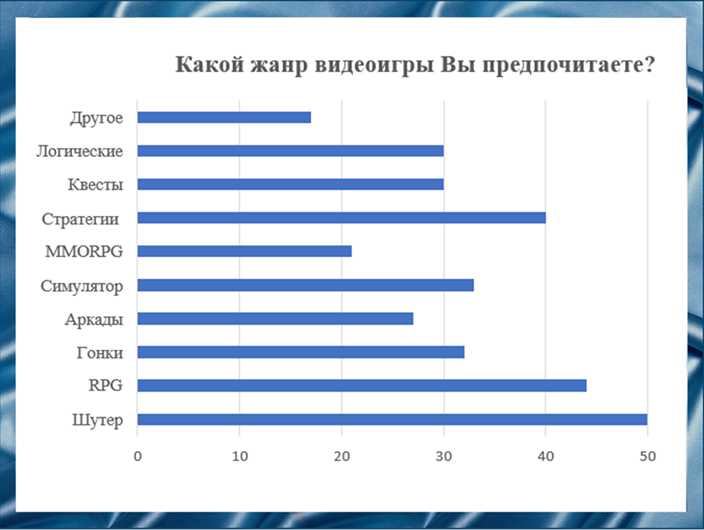 Какой жанр видеоигры Вы предпочитаете?
Другое
Логические
Квесты
Стратегии
MMORPG
Симулятор
Аркады
Гонки
RPG
Шутер
0 10 20 30 40 50